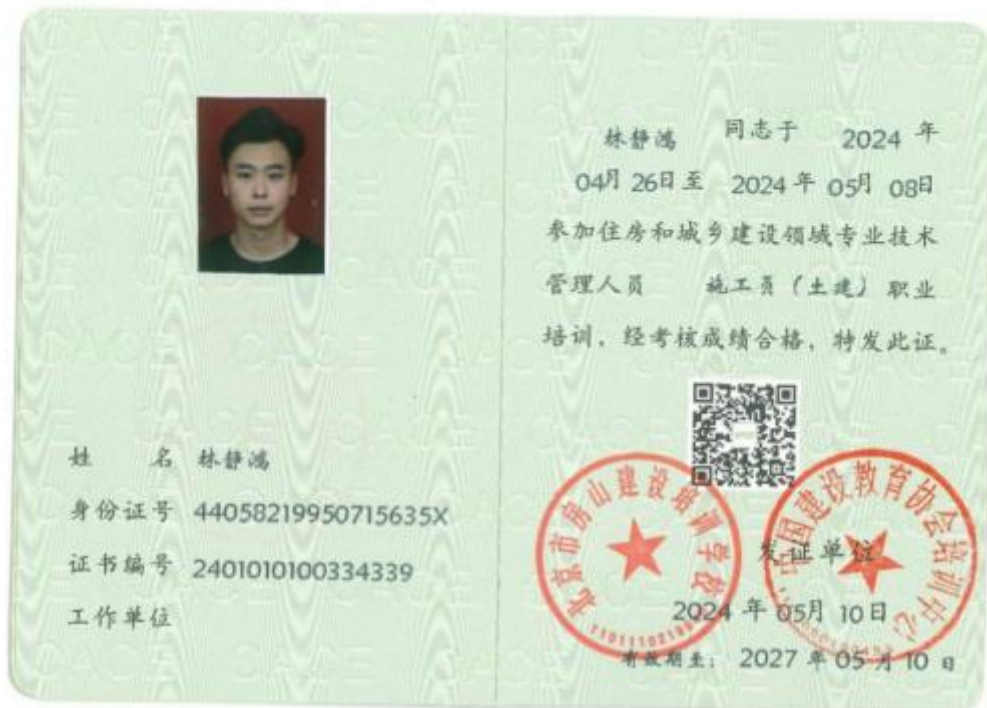 姓 名 林静鸿
身份证号 44058219950715635X
证书编号 2401010100334339
工作单位
林静鸿 同志于 2024 年
04月 26日至 2024 年 05月 08日
参加住房和城乡建设领域专业技术
管理人员 施工员（土建）职业
培训，经考核成绩合格，特发此证。
北京市房山建设培训学校
中国建设教育协会培训中心
发证单位
2024 年 05月 10日
有效期至： 2027 年 05 月 10 日